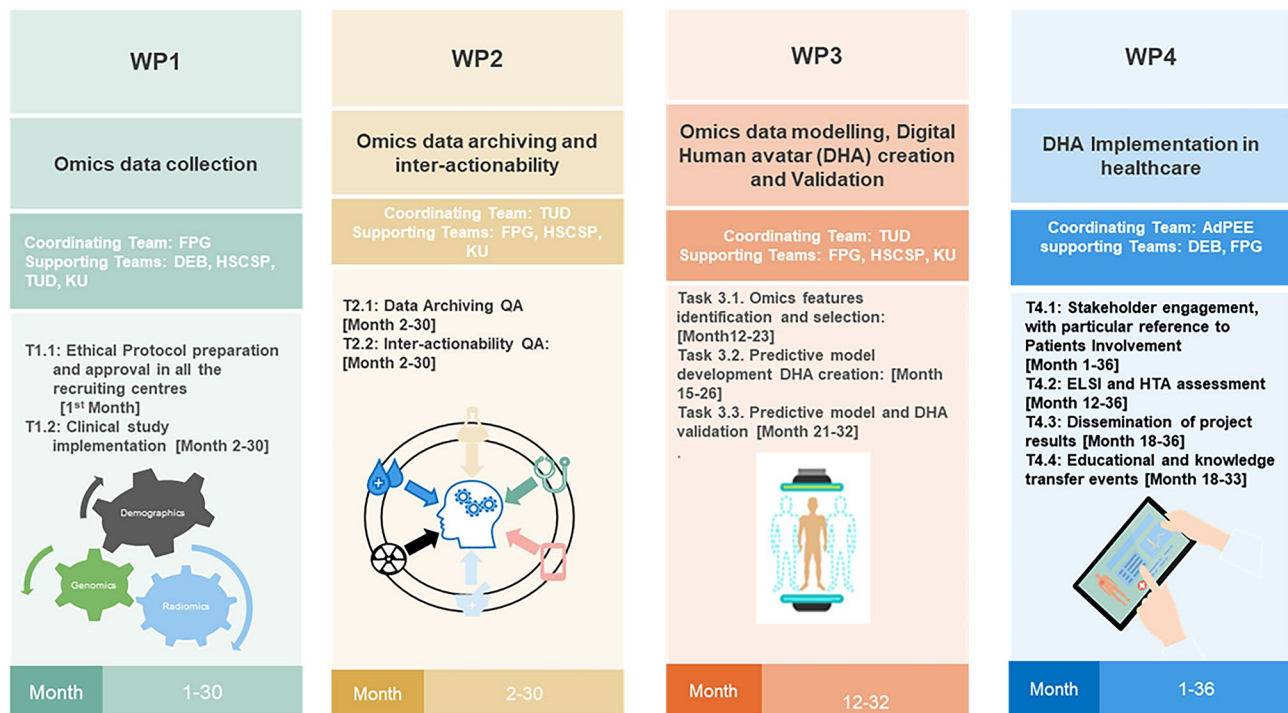 WP1
Omics data collection
Coordinating Team: FPG
Supporting Teams: DEB, HSCSP,
TUD, KU
T1.1: Ethical Protocol preparation
and approval in all the
recruiting centres
[1st Month]
T1.2: Clinical study
implementation [Month 2-30]
Demographics
Genomics
Radiomics
Month
1-30
WP2
Omics data archiving and
inter-actionability
Coordinating Team: TUD
Supporting Teams: FPG, HSCSP,
KU
T2.1: Data Archiving QA
[Month 2-30]
T2.2: Inter-actionability QA:
[Month 2-30]
Month
2-30
WP3
Omics data modelling, Digital
Human avatar (DHA) creation
and Validation
Coordinating Team: TUD
Supporting Teams: FPG, HSCSP, KU
Task 3.1. Omics features
identification and selection:
[Month12-23]
Task 3.2. Predictive model
development DHA creation: [Month
15-26]
Task 3.3. Predictive model and DHA
validation [Month 21-32]
.
Month
12-32
WP4
DHA Implementation in
healthcare
Coordinating Team: AdPEE
supporting Teams: DEB, FPG
T4.1: Stakeholder engagement,
with particular reference to
Patients Involvement
[Month 1-36]
T4.2: ELSI and HTA assessment
[Month 12-36]
T4.3: Dissemination of project
results [Month 18-36]
T4.4: Educational and knowledge
transfer events [Month 18-33]
Month
1-36